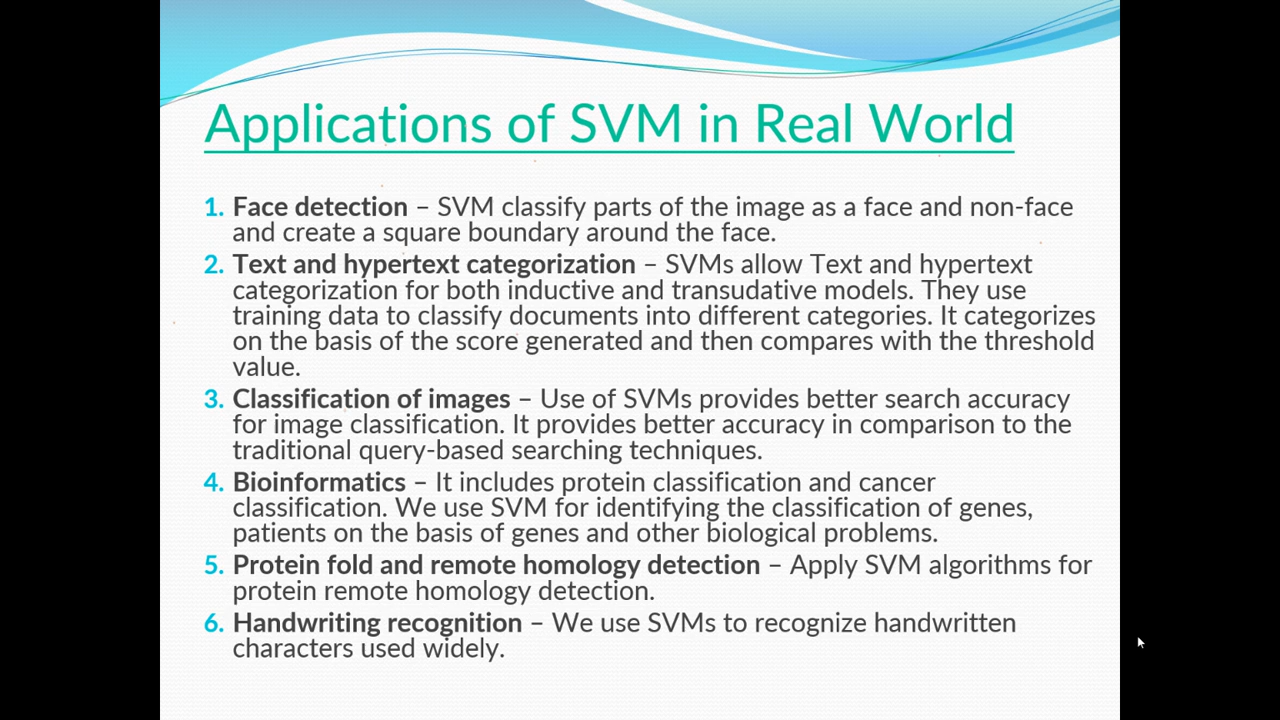 Applications of SVM in Real World
1. Face detection – SVM classify parts of the image as a face and non-face
and create a square boundary around the face.
2. Text and hypertext categorization – SVMs allow Text and hypertext
categorization for both inductive and transudative models. They use
training data to classify documents into different categories. It categorizes
on the basis of the score generated and then compares with the threshold
value.
3. Classification of images – Use of SVMs provides better search accuracy
for image classification. It provides better accuracy in comparison to the
traditional query-based searching techniques.
4. Bioinformatics – It includes protein classification and cancer
classification. We use SVM for identifying the classification of genes,
patients on the basis of genes and other biological problems.
5. Protein fold and remote homology detection – Apply SVM algorithms for
protein remote homology detection.
6. Handwriting recognition – We use SVMs to recognize handwritten
characters used widely.